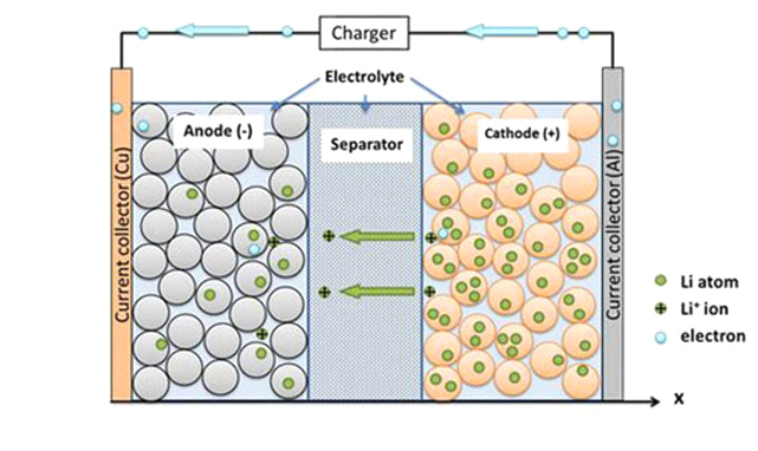 Charger
Electrolyte
Anode (-)
Separator
Cathode (+)
Current collector (Cu)
Current collector (Al)
Li atom
Li⁺ ion
electron
x